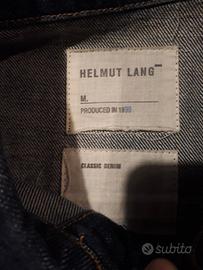 HELMUT LANG
M.
PRODUCED IN 1998
CLASSIC DENIM
subito